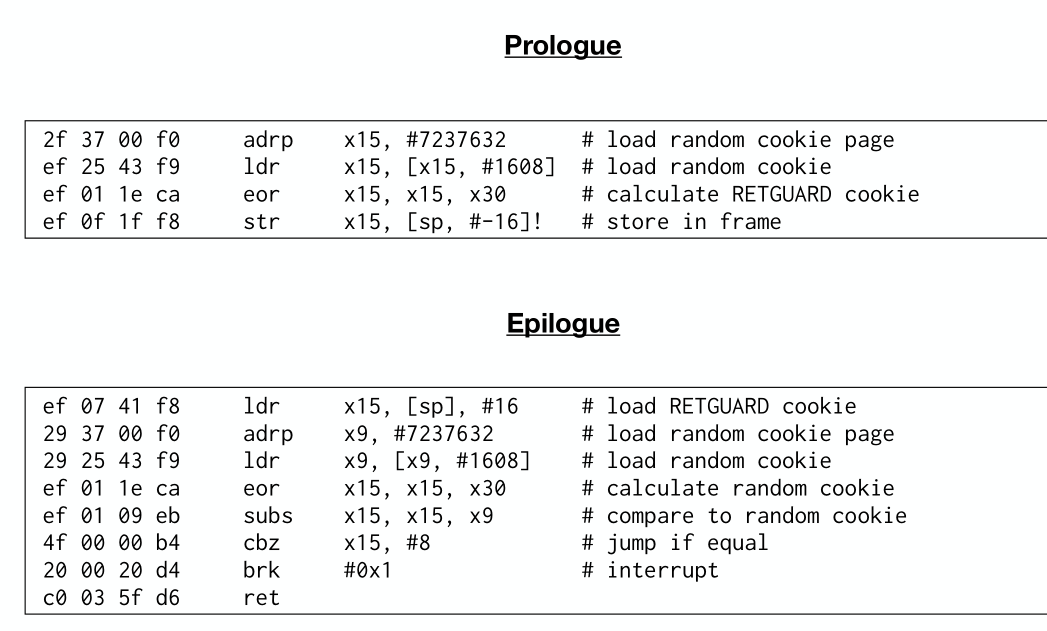 Prologue
2f 37 00 f0 adrp x15, #7237632 # load random cookie page
ef 25 43 f9 ldr x15, [x15, #1608] # load random cookie
ef 01 1e ca eor x15, x15, x30 # calculate RETGUARD cookie
ef 0f 1f f8 str x15, [sp, #-16]! # store in frame
Epilogue
ef 07 41 f8 ldr x15, [sp], #16 # load RETGUARD cookie
29 37 00 f0 adrp x9, #7237632 # load random cookie page
29 25 43 f9 ldr x9, [x9, #1608] # load random cookie
ef 01 1e ca eor x15, x15, x30 # calculate random cookie
ef 01 09 eb subs x15, x15, x9 # compare to random cookie
4f 00 00 b4 cbz x15, #8 # jump if equal
20 00 20 d4 brk #0x1 # interrupt
c0 03 5f d6 ret